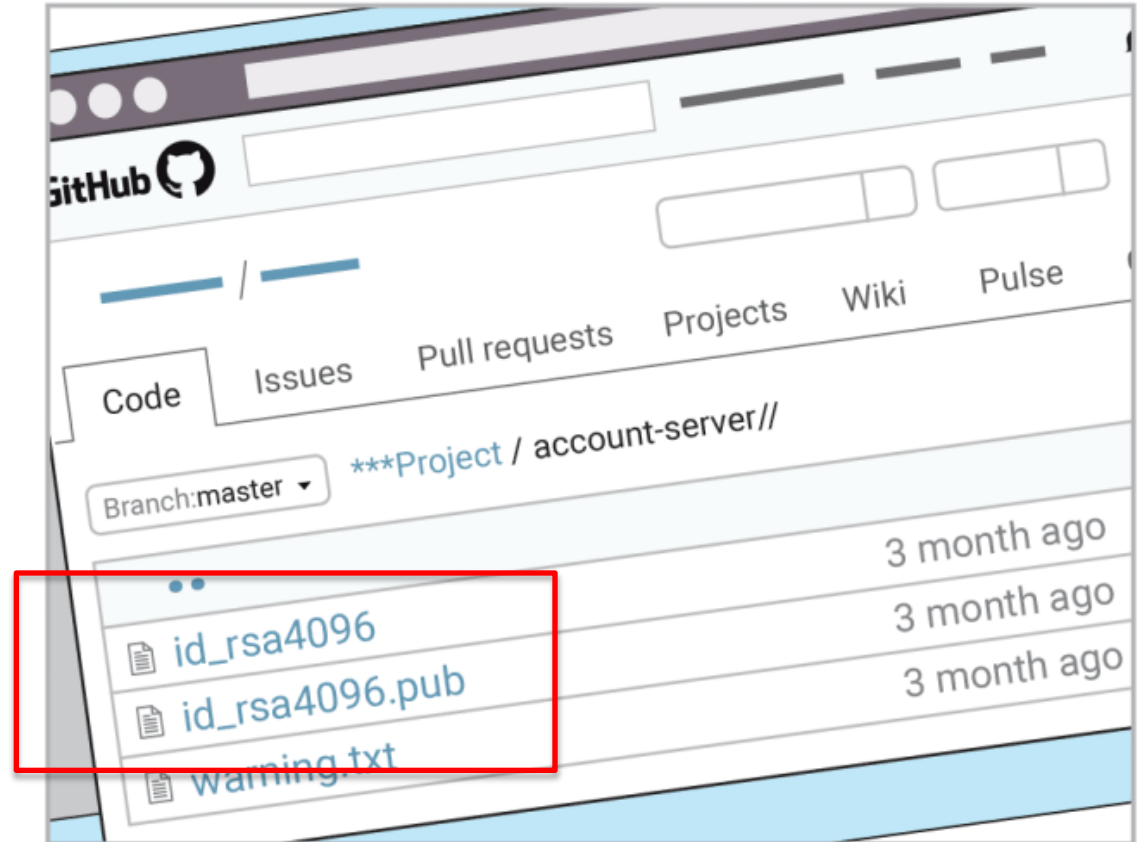 GitHub
/
Code Issues Pull requests Projects Wiki Pulse
Branch:master ***Project / account-server//
..
id_rsa4096 3 month ago
id_rsa4096.pub 3 month ago
warning.txt 3 month ago